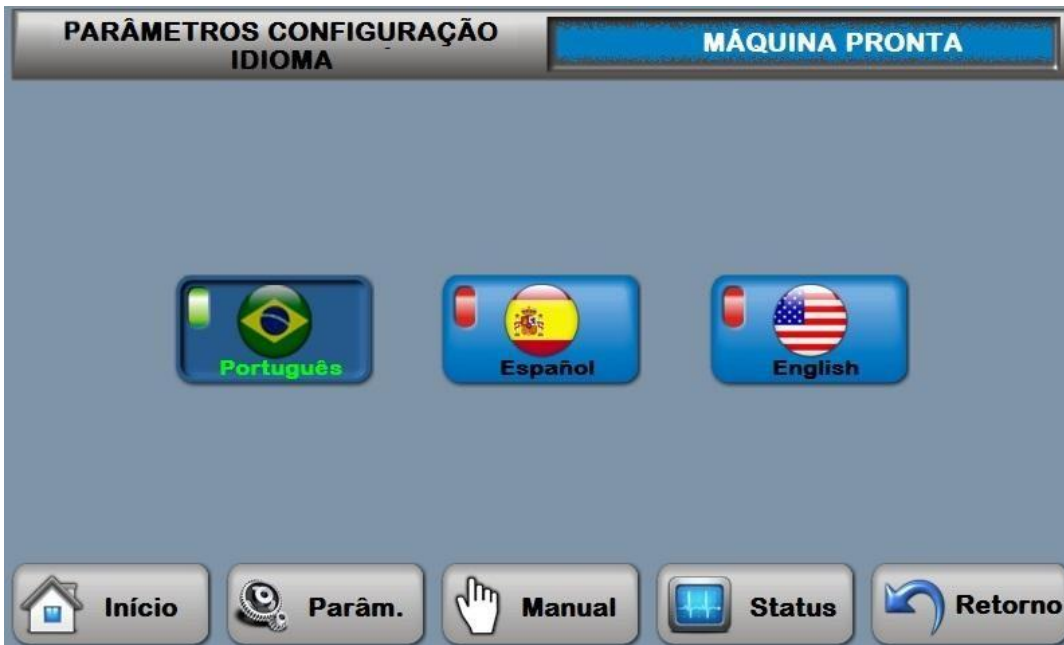 PARÂMETROS CONFIGURAÇÃO
IDIOMA
MÁQUINA PRONTA
Português
Español
English
Início
Parâm.
Manual
Status
Retorno